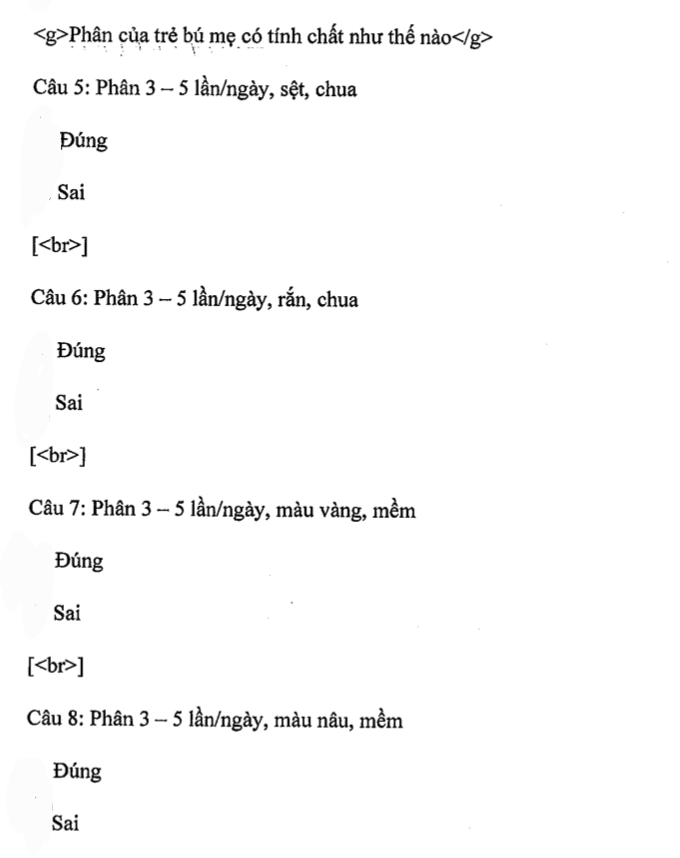 <g>Phân của trẻ bú mẹ có tính chất như thế nào</g>
Câu 5: Phân 3 – 5 lần/ngày, sệt, chua
Đúng
Sai
[<br>]
Câu 6: Phân 3 – 5 lần/ngày, rắn, chua
Đúng
Sai
[<br>]
Câu 7: Phân 3 – 5 lần/ngày, màu vàng, mềm
Đúng
Sai
[<br>]
Câu 8: Phân 3 – 5 lần/ngày, màu nâu, mềm
Đúng
Sai